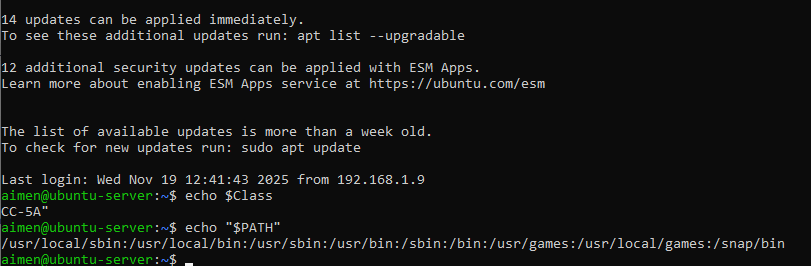 14 updates can be applied immediately.
To see these additional updates run: apt list --upgradable
12 additional security updates can be applied with ESM Apps.
Learn more about enabling ESM Apps service at https://ubuntu.com/esm
The list of available updates is more than a week old.
To check for new updates run: sudo apt update
Last login: Wed Nov 19 12:41:43 2025 from 192.168.1.9
aimen@ubuntu-server:~$ echo $Class
CC-5A"
aimen@ubuntu-server:~$ echo "$PATH"
/usr/local/sbin:/usr/local/bin:/usr/sbin:/usr/bin:/sbin:/bin:/usr/games:/usr/local/games:/snap/bin
aimen@ubuntu-server:~$